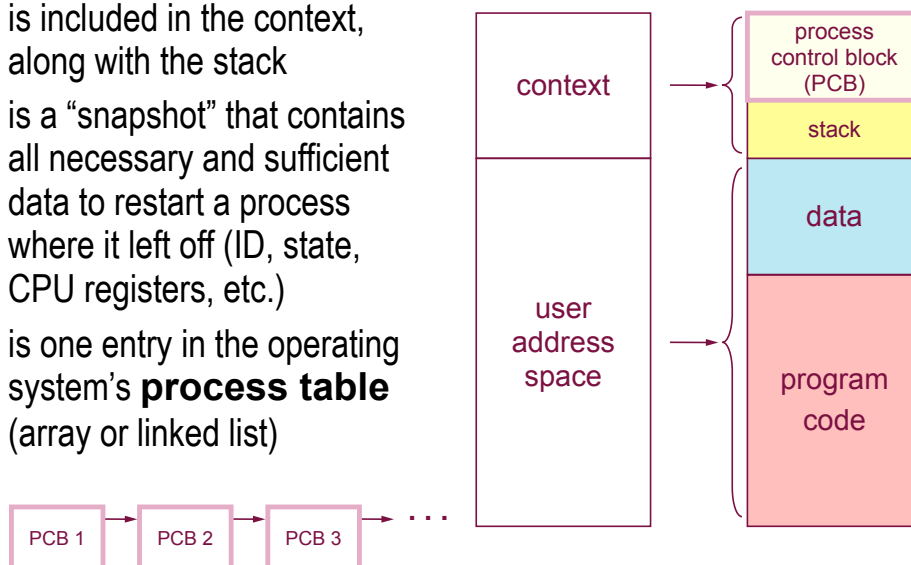 is included in the context,
along with the stack
is a “snapshot” that contains
all necessary and sufficient
data to restart a process
where it left off (ID, state,
CPU registers, etc.)
is one entry in the operating
system’s process table
(array or linked list)
context
user
address
space
process
control block
(PCB)
stack
data
program
code
PCB 1
PCB 2
PCB 3
. . .